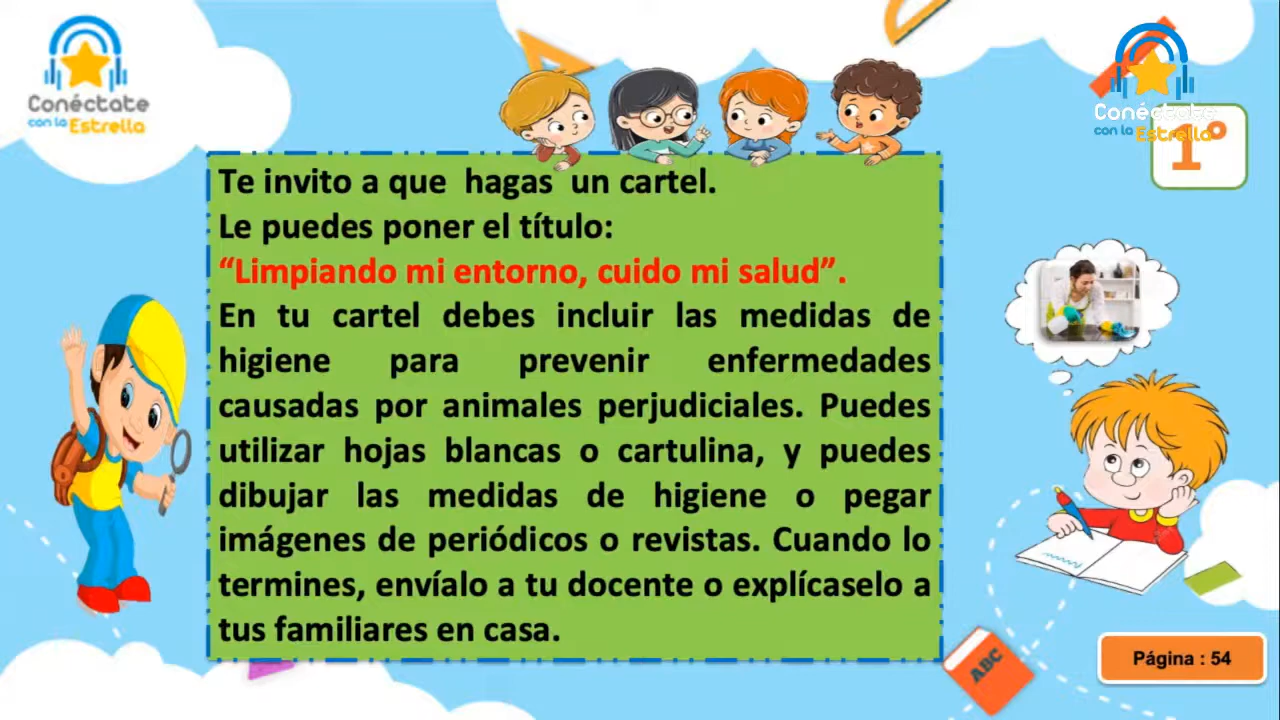 Conéctate
con la Estrella
Conéctate
con la Estrella
1°
Te invito a que hagas un cartel.
Le puedes poner el título:
“Limpiando mi entorno, cuido mi salud”.
En tu cartel debes incluir las medidas de
higiene para prevenir enfermedades
causadas por animales perjudiciales. Puedes
utilizar hojas blancas o cartulina, y puedes
dibujar las medidas de higiene o pegar
imágenes de periódicos o revistas. Cuando lo
termines, envíalo a tu docente o explícaselo a
tus familiares en casa.
ABC
Página : 54